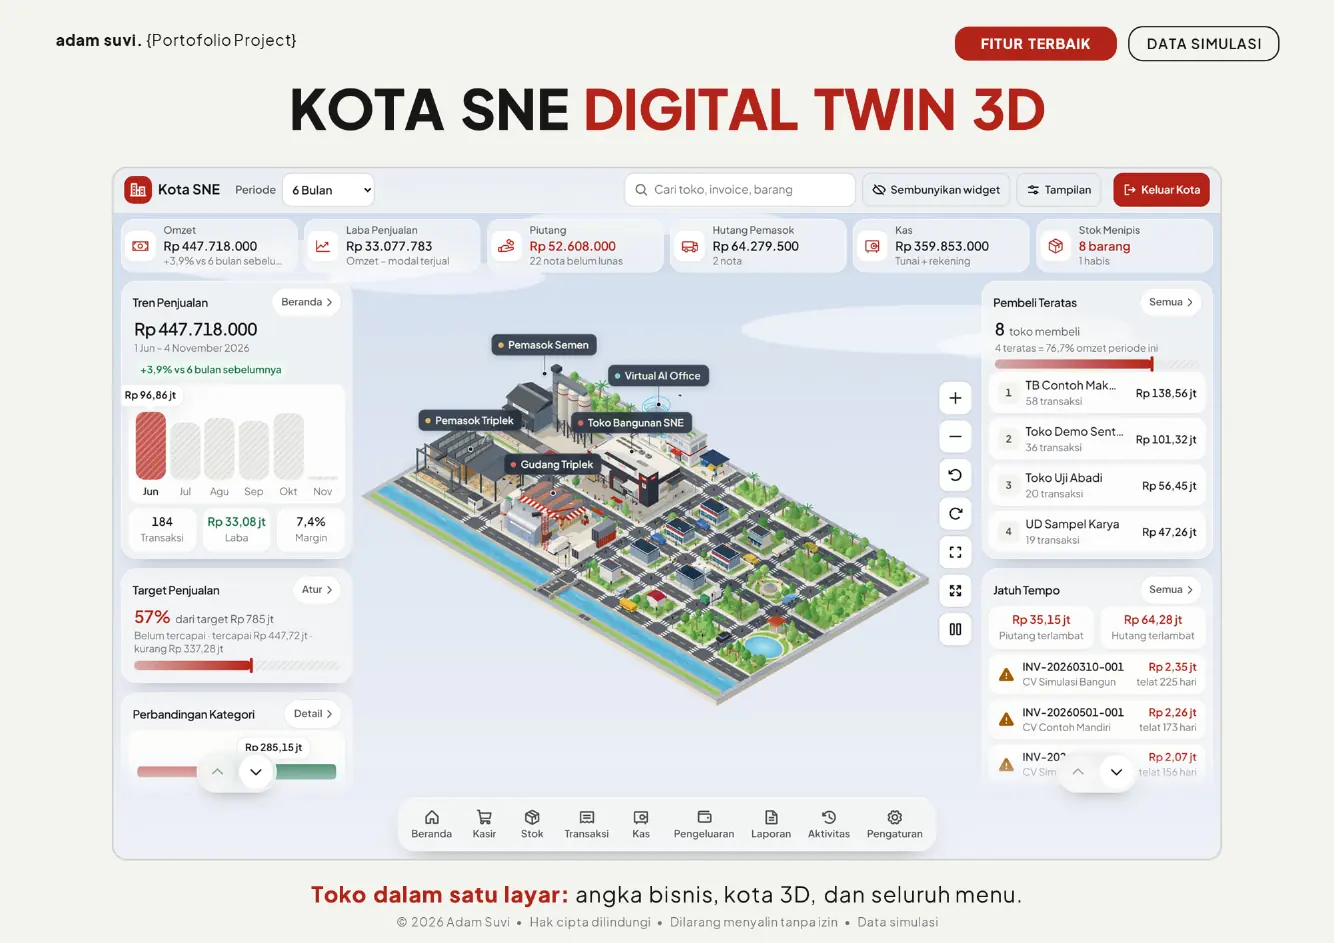 adam suvi. {Portofolio Project}
FITUR TERBAIK
DATA SIMULASI
KOTA SNE DIGITAL TWIN 3D
Kota SNE
Periode
6 Bulan
Cari toko, invoice, barang
Sembunyikan widget
Tampilan
Keluar Kota
Omzet
Rp 447.718.000
+3,9% vs 6 bulan sebelu...
Laba Penjualan
Rp 33.077.783
Omzet – modal terjual
Piutang
Rp 52.608.000
22 nota belum lunas
Hutang Pemasok
Rp 64.279.500
2 nota
Kas
Rp 359.853.000
Tunai + rekening
Stok Menipis
8 barang
1 habis
Tren Penjualan
Beranda
Rp 447.718.000
1 Jun – 4 November 2026
+3,9% vs 6 bulan sebelumnya
Rp 96,86 jt
Jun Jul Agu Sep Okt Nov
184
Transaksi
Rp 33,08 jt
Laba
7,4%
Margin
Target Penjualan
Atur
57% dari target Rp 785 jt
Belum tercapai · tercapai Rp 447,72 jt ·
kurang Rp 337,28 jt
Perbandingan Kategori
Detail
Rp 285,15 jt
Pemasok Semen
Virtual AI Office
Pemasok Triplek
Toko Bangunan SNE
Gudang Triplek
Pembeli Teratas
Semua
8 toko membeli
4 teratas = 76,7% omzet periode ini
1
TB Contoh Mak...
58 transaksi
Rp 138,56 jt
2
Toko Demo Sent...
36 transaksi
Rp 101,32 jt
3
Toko Uji Abadi
20 transaksi
Rp 56,45 jt
4
UD Sampel Karya
19 transaksi
Rp 47,26 jt
Jatuh Tempo
Semua
Rp 35,15 jt
Piutang terlambat
Rp 64,28 jt
Hutang terlambat
INV-20260310-001
CV Simulasi Bangun
Rp 2,35 jt
telat 225 hari
INV-20260501-001
CV Contoh Mandiri
Rp 2,26 jt
telat 173 hari
INV-202
CV Sim
Rp 2,07 jt
telat 156 hari
Beranda
Kasir
Stok
Transaksi
Kas
Pengeluaran
Laporan
Aktivitas
Pengaturan
Toko dalam satu layar: angka bisnis, kota 3D, dan seluruh menu.
© 2026 Adam Suvi • Hak cipta dilindungi • Dilarang menyalin tanpa izin • Data simulasi